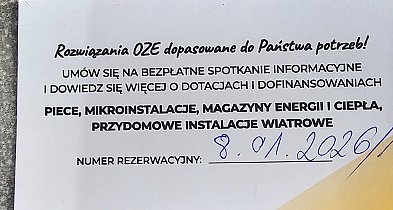 Rozwiązania OZE dopasowane do Państwa potrzeb!
UMÓW SIĘ NA BEZPŁATNE SPOTKANIE INFORMACYJNE
I DOWIEDZ SIĘ WIĘCEJ O DOTACJACH I DOFINANSOWANIACH
PIECE, MIKROINSTALACJE, MAGAZYNY ENERGII I CIEPŁA,
PRZYDOMOWE INSTALACJE WIATROWE
NUMER REZERWACYJNY: 8.01.2026/